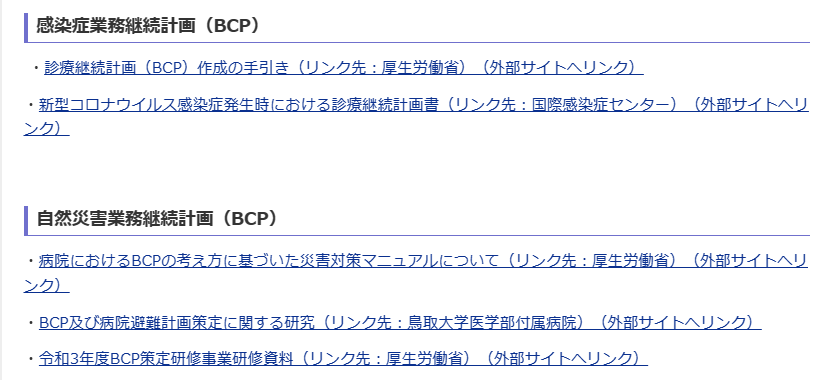 感染症業務継続計画（BCP）
・診療継続計画（BCP）作成の手引き（リンク先：厚生労働省）（外部サイトへリンク）
・新型コロナウイルス感染症発生時における診療継続計画書（リンク先：国際感染症センター）（外部サイトへリ
ンク）
自然災害業務継続計画（BCP）
・病院におけるBCPの考え方に基づいた災害対策マニュアルについて（リンク先：厚生労働省）（外部サイトへリ
ンク）
・BCP及び病院避難計画策定に関する研究（リンク先：鳥取大学医学部付属病院）（外部サイトへリンク）
・令和3年度BCP策定研修事業研修資料（リンク先：厚生労働省）（外部サイトへリンク）